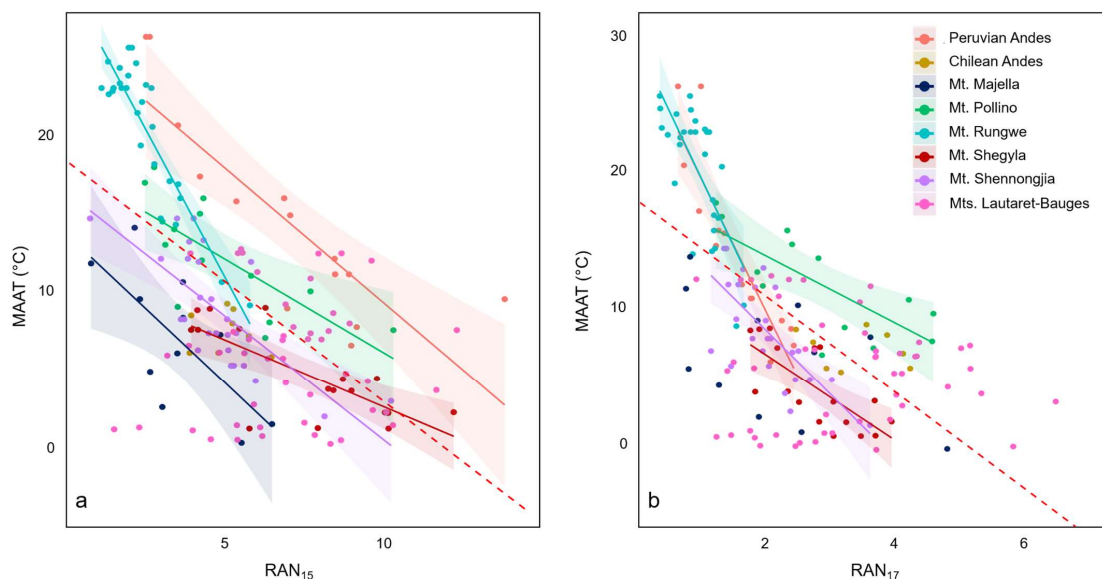 MAAT (°C)
20
10
0
a
5
10
RAN₁₅
MAAT (°C)
30
20
10
0
b
2
4
6
RAN₁₇
Peruvian Andes
Chilean Andes
Mt. Majella
Mt. Pollino
Mt. Rungwe
Mt. Shegyla
Mt. Shennongjia
Mts. Lautaret-Bauges